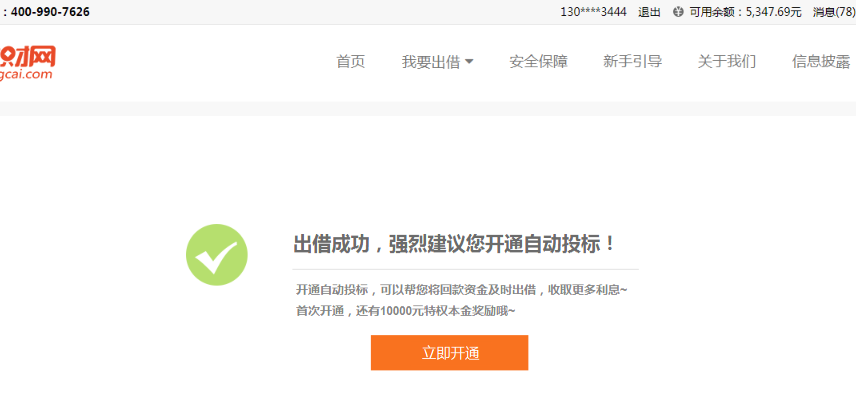 ：400-990-7626
130****3444 退出 可用余额：5,347.69元 消息(78)
财网
gcai.com
首页 我要出借 安全保障 新手引导 关于我们 信息披露
出借成功，强烈建议您开通自动投标！
开通自动投标，可以帮您将回款资金及时出借，收取更多利息~
首次开通，还有10000元特权本金奖励哦~
立即开通